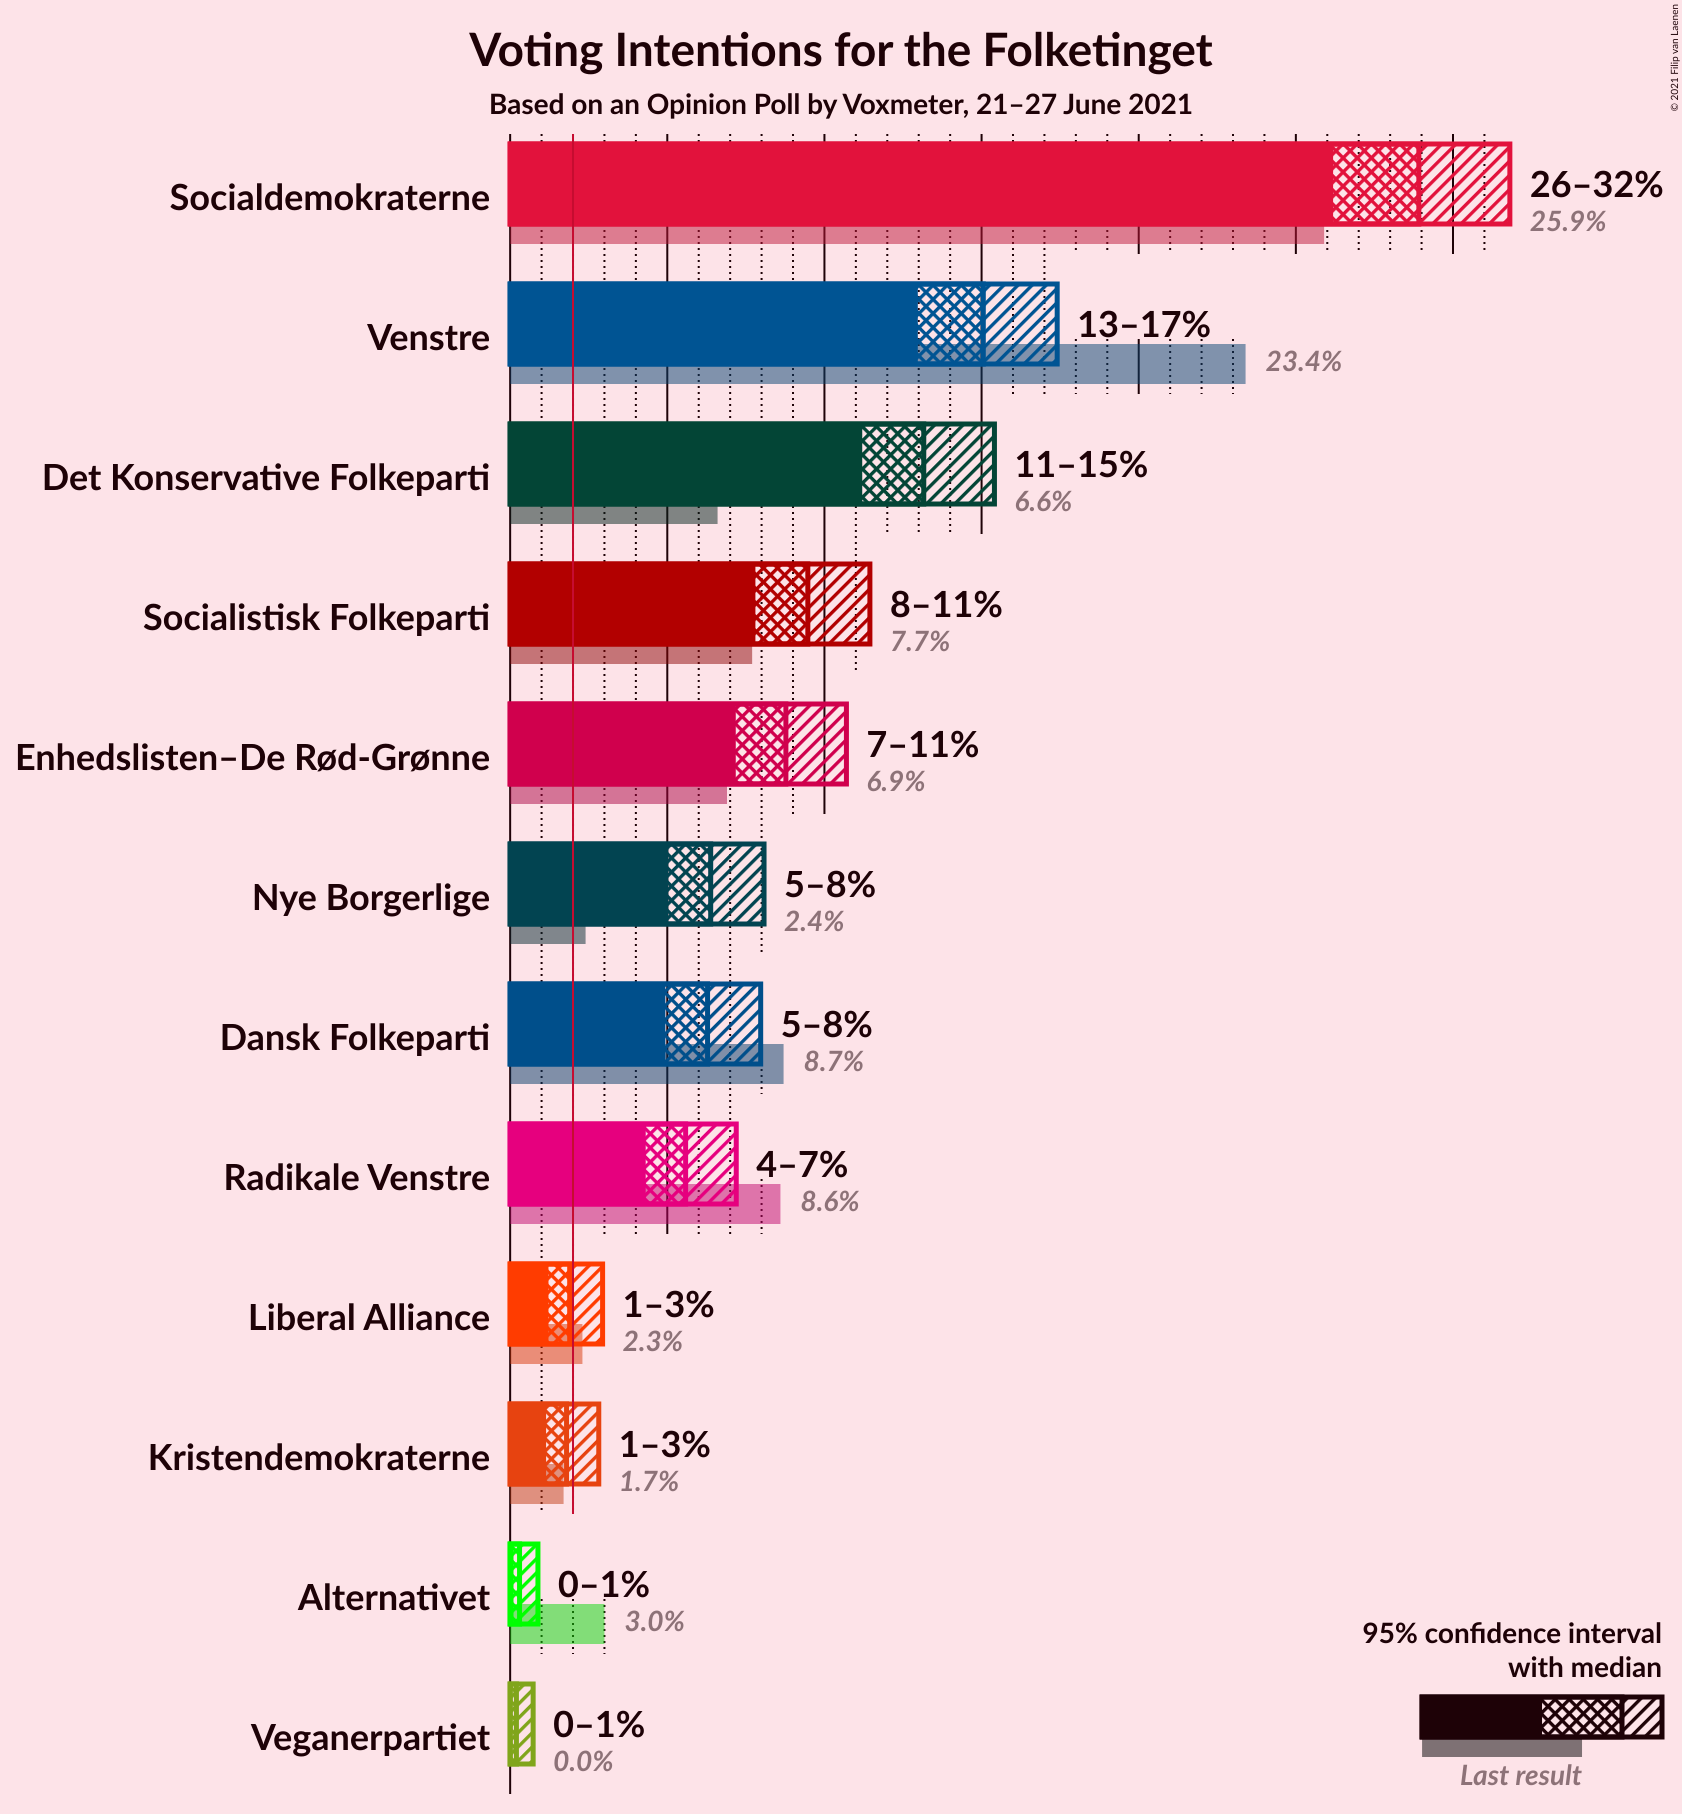 © 2021 Filip van Laenen
Voting Intentions for the Folketinget
Based on an Opinion Poll by Voxmeter, 21–27 June 2021
Socialdemokraterne
26–32%
25.9%
Venstre
13–17%
23.4%
Det Konservative Folkeparti
11–15%
6.6%
Socialistisk Folkeparti
8–11%
7.7%
Enhedslisten–De Rød-Grønne
7–11%
6.9%
Nye Borgerlige
5–8%
2.4%
Dansk Folkeparti
5–8%
8.7%
Radikale Venstre
4–7%
8.6%
Liberal Alliance
1–3%
2.3%
Kristendemokraterne
1–3%
1.7%
Alternativet
0–1%
3.0%
Veganerpartiet
0–1%
0.0%
95% confidence interval
with median
Last result